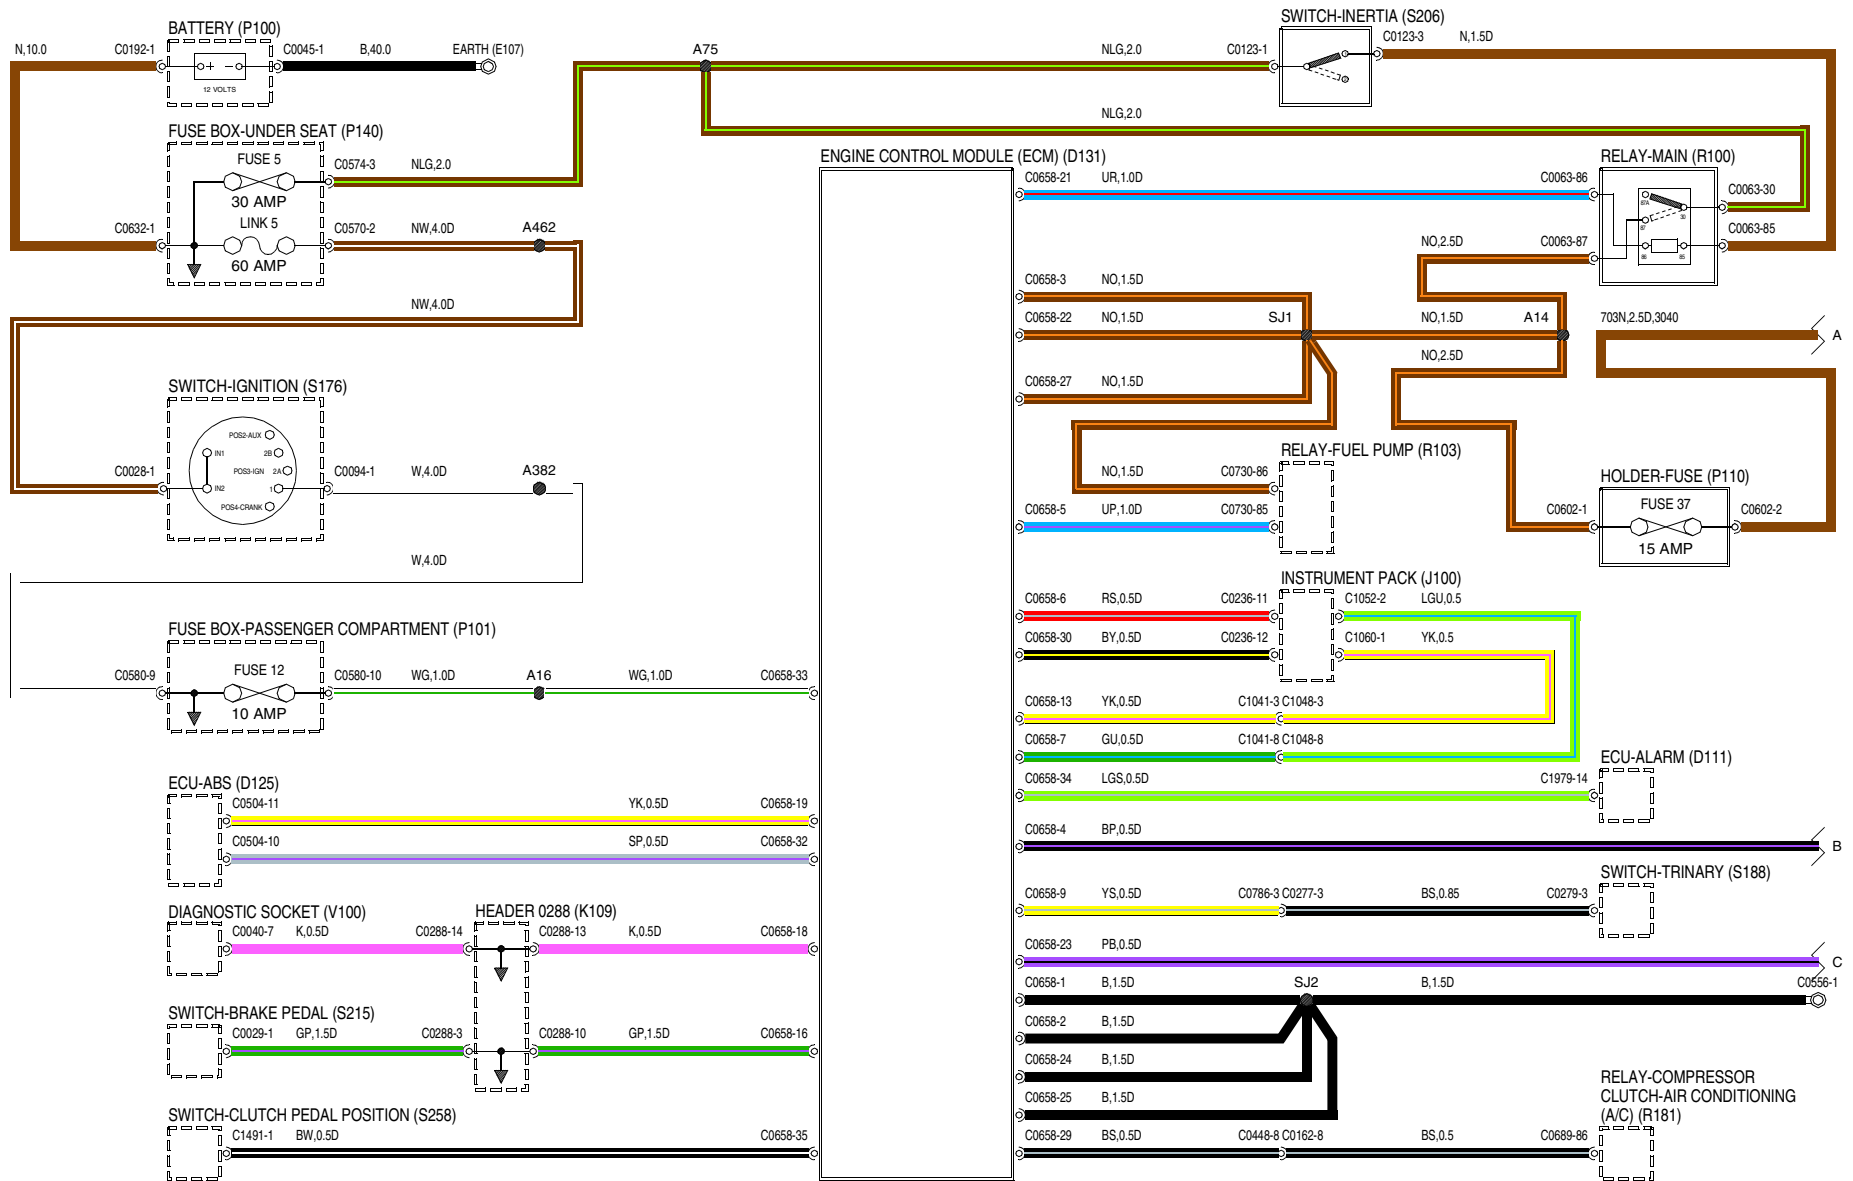 BATTERY (P100)
N,10.0
C0192-1
C0045-1
B,40.0
EARTH (E107)
12 VOLTS
A75
NLG,2.0
C0123-1
SWITCH-INERTIA (S206)
C0123-3
N,1.5D
NLG,2.0
FUSE BOX-UNDER SEAT (P140)
FUSE 5
30 AMP
C0574-3
NLG,2.0
LINK 5
60 AMP
C0632-1
C0570-2
NW,4.0D
A462
NW,4.0D
SWITCH-IGNITION (S176)
POS2-AUX
IN1
2B
POS3-IGN
2A
IN2
1
POS4-CRANK
C0028-1
C0094-1
W,4.0D
A382
W,4.0D
FUSE BOX-PASSENGER COMPARTMENT (P101)
FUSE 12
10 AMP
C0580-9
C0580-10
WG,1.0D
A16
WG,1.0D
C0658-33
ECU-ABS (D125)
C0504-11
YK,0.5D
C0658-19
C0504-10
SP,0.5D
C0658-32
DIAGNOSTIC SOCKET (V100)
HEADER 0288 (K109)
C0040-7
K,0.5D
C0288-14
C0288-13
K,0.5D
C0658-18
SWITCH-BRAKE PEDAL (S215)
C0029-1
GP,1.5D
C0288-3
C0288-10
GP,1.5D
C0658-16
SWITCH-CLUTCH PEDAL POSITION (S258)
C1491-1
BW,0.5D
C0658-35
ENGINE CONTROL MODULE (ECM) (D131)
C0658-21
UR,1.0D
C0063-86
RELAY-MAIN (R100)
87A
30
87
86
85
C0063-30
C0063-85
NO,2.5D
C0063-87
C0658-3
NO,1.5D
C0658-22
NO,1.5D
SJ1
NO,1.5D
A14
703N,2.5D,3040
A
NO,2.5D
C0658-27
NO,1.5D
RELAY-FUEL PUMP (R103)
NO,1.5D
C0730-86
C0658-5
UP,1.0D
C0730-85
HOLDER-FUSE (P110)
FUSE 37
15 AMP
C0602-1
C0602-2
INSTRUMENT PACK (J100)
C0658-6
RS,0.5D
C0236-11
C1052-2
LGU,0.5
C0658-30
BY,0.5D
C0236-12
C1060-1
YK,0.5
C0658-13
YK,0.5D
C1041-3 C1048-3
C0658-7
GU,0.5D
C1041-8 C1048-8
ECU-ALARM (D111)
C0658-34
LGS,0.5D
C1979-14
C0658-4
BP,0.5D
B
SWITCH-TRINARY (S188)
C0658-9
YS,0.5D
C0786-3 C0277-3
BS,0.85
C0279-3
C0658-23
PB,0.5D
C
C0658-1
B,1.5D
SJ2
B,1.5D
C0556-1
C0658-2
B,1.5D
C0658-24
B,1.5D
C0658-25
B,1.5D
RELAY-COMPRESSOR
CLUTCH-AIR CONDITIONING
(A/C) (R181)
C0658-29
BS,0.5D
C0448-8 C0162-8
BS,0.5
C0689-86